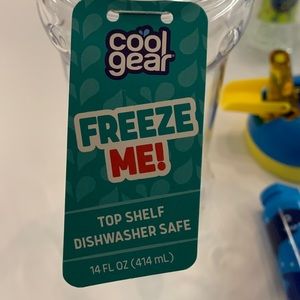 cool
gear
FREEZE
ME!
TOP SHELF
DISHWASHER SAFE
14 FL OZ (414 mL)